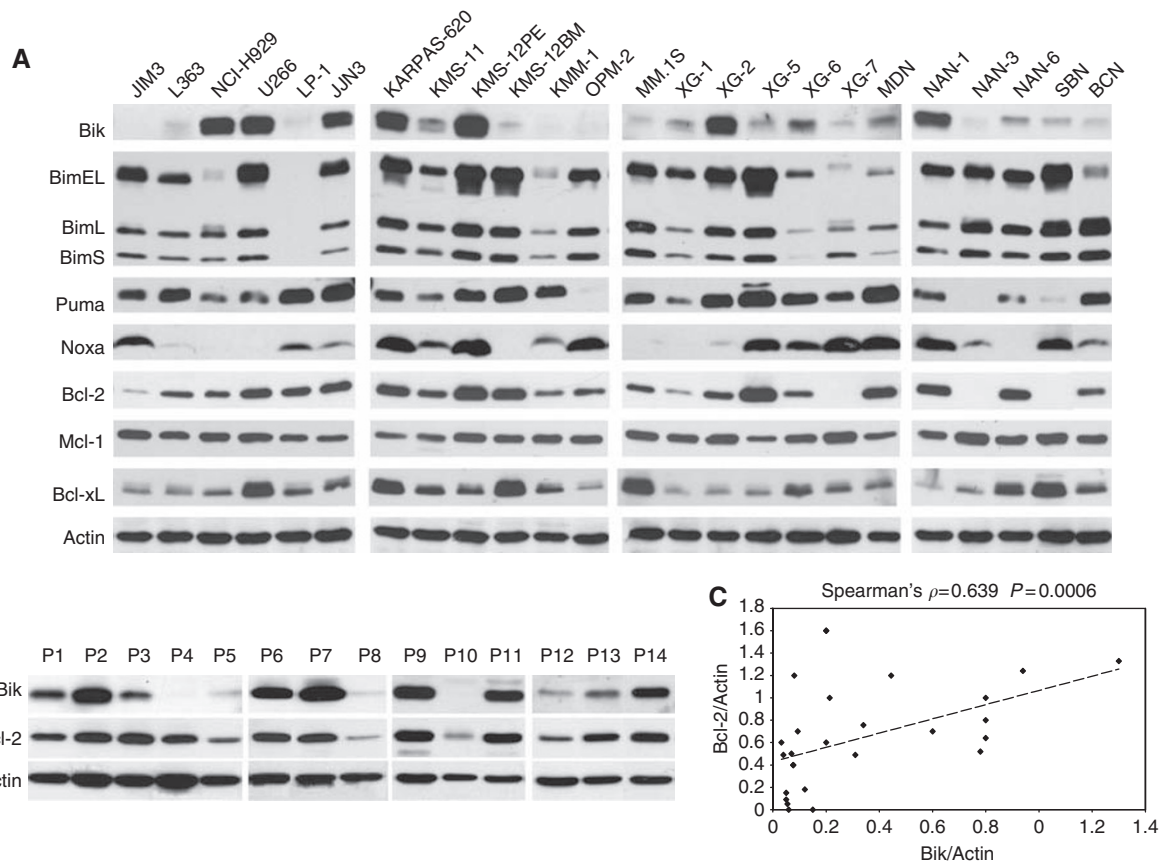 A
JIM3 L363 NCI-H929 U266 LP-1 JJN3 KARPAS-620 KMS-11 KMS-12PE KMS-12BM KMM-1 OPM-2 MM.1S XG-1 XG-2 XG-5 XG-6 XG-7 MDN NAN-1 NAN-3 NAN-6 SBN BCN
Bik
BimEL
BimL
BimS
Puma
Noxa
Bcl-2
Mcl-1
Bcl-xL
Actin
P1 P2 P3 P4 P5 P6 P7 P8 P9 P10 P11 P12 P13 P14
Bik
cl-2
ctin
C
Spearman's ρ=0.639 P=0.0006
1.8
1.6
1.4
1.2
1
0.8
0.6
0.4
0.2
0
Bcl-2/Actin
0 0.2 0.4 0.6 0.8 0 1.2 1.4
Bik/Actin